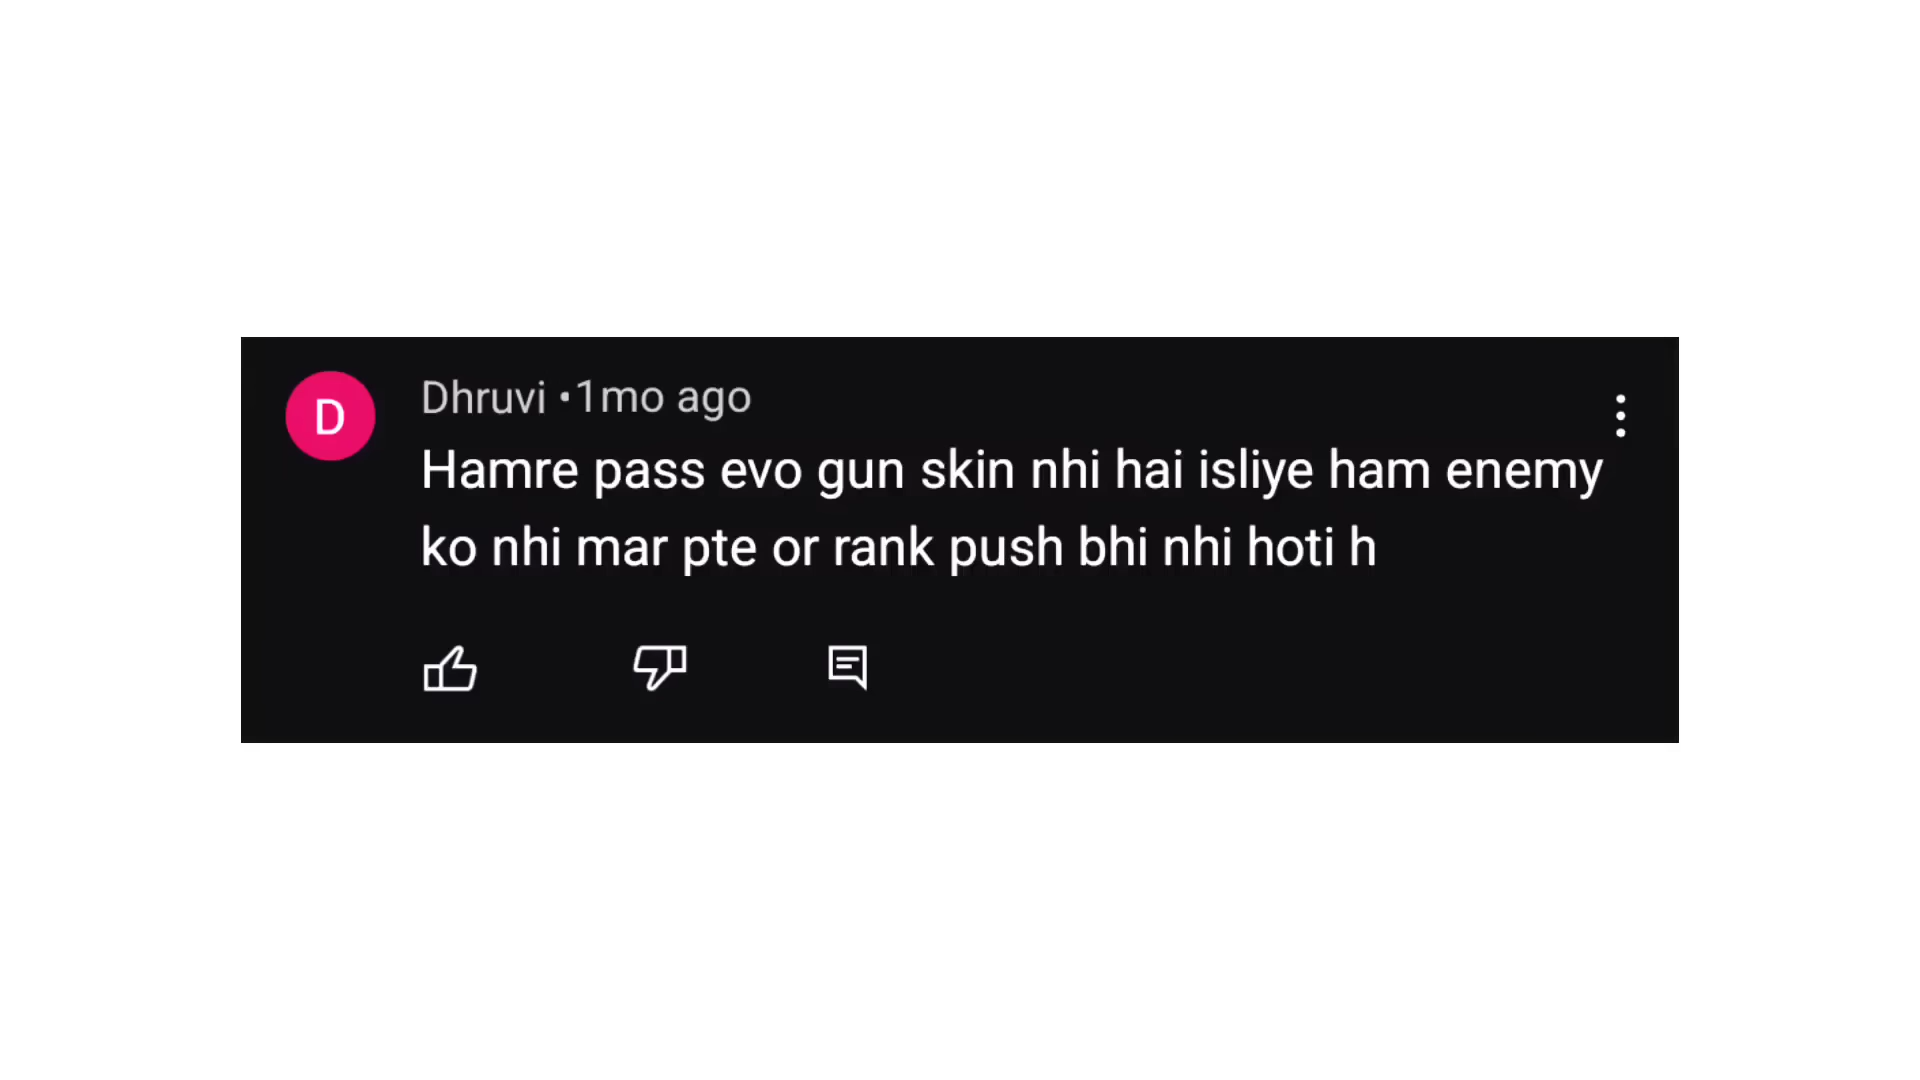 D
Dhruvi •1mo ago
Hamre pass evo gun skin nhi hai isliye ham enemy
ko nhi mar pte or rank push bhi nhi hoti h